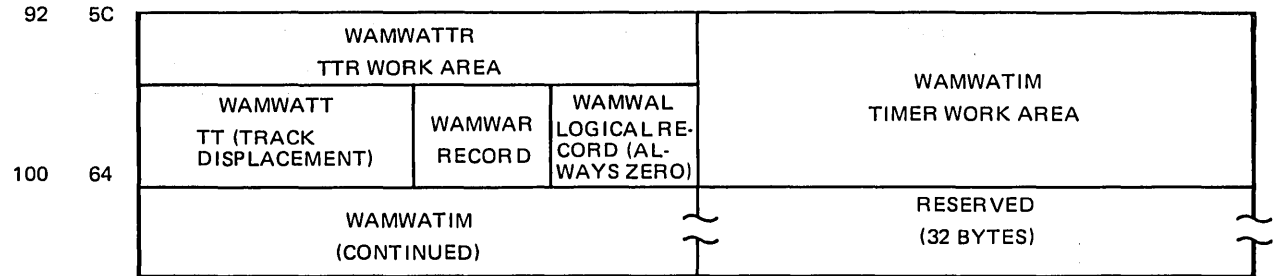 92 5C
WAMWATTR
TTR WORK AREA
WAMWATIM
TIMER WORK AREA
WAMWATT
TT (TRACK
DISPLACEMENT)
WAMWAR
RECORD
WAMWAL
LOGICAL RE-
CORD (AL-
WAYS ZERO)
100 64
WAMWATIM
(CONTINUED)
RESERVED
(32 BYTES)